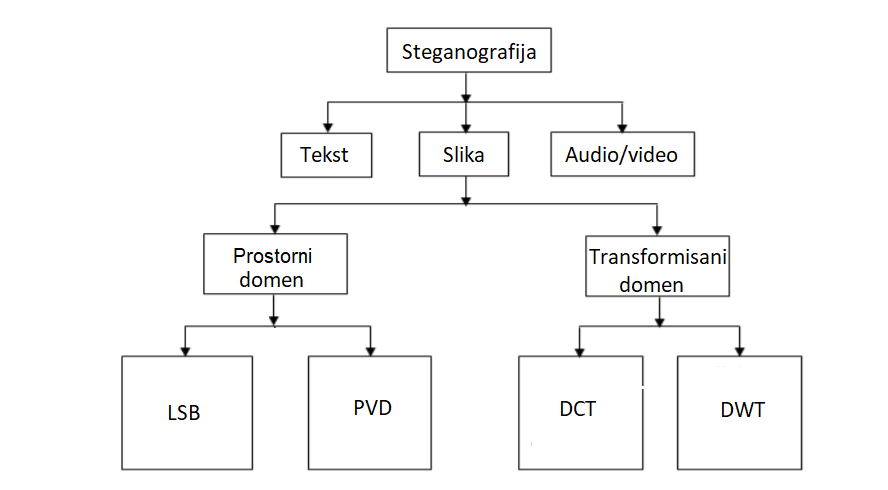 Steganografija
Tekst
Slika
Audio/video
Prostorni
domen
Transformisani
domen
LSB
PVD
DCT
DWT